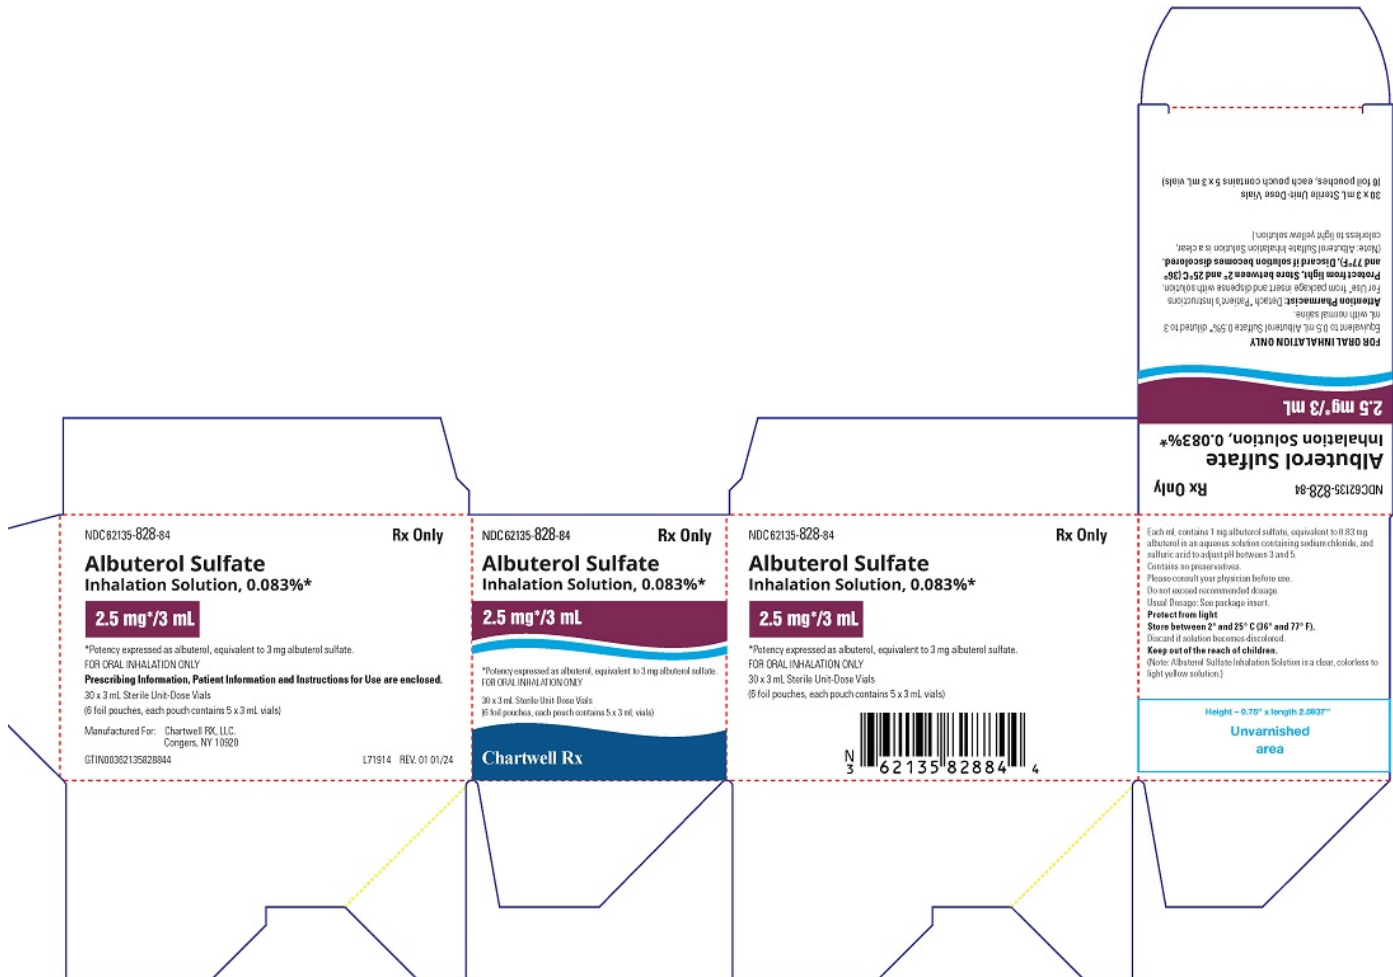 NDC62135-828-84 Rx Only
Albuterol Sulfate
Inhalation Solution, 0.083%*
2.5 mg*/3 mL
FOR ORAL INHALATION ONLY
Equivalent to 0.5 mL Albuterol Sulfate 0.5%* diluted to 3
mL with normal saline.
Attention Pharmacist: Detach "Patient's Instructions
For Use" from package insert and dispense with solution.
Protect from light, Store between 2° and 25°C (36°
and 77°F). Discard if solution becomes discolored.
(Note: Albuterol Sulfate Inhalation Solution is a clear,
colorless to light yellow solution.)
30 x 3 mL Sterile Unit-Dose Vials
(6 foil pouches, each pouch contains 5 x 3 mL vials)
NDC62135-828-84 Rx Only
Albuterol Sulfate
Inhalation Solution, 0.083%*
2.5 mg*/3 mL
*Potency expressed as albuterol, equivalent to 3 mg albuterol sulfate.
FOR ORAL INHALATION ONLY
Prescribing Information, Patient Information and Instructions for Use are enclosed.
30 x 3 mL Sterile Unit-Dose Vials
(6 foil pouches, each pouch contains 5 x 3 mL vials)
Manufactured For: Chartwell RX, LLC.
Congers, NY 10920
GTIN00362135828844 L71914 REV. 01 01/24
NDC62135-828-84 Rx Only
Albuterol Sulfate
Inhalation Solution, 0.083%*
2.5 mg*/3 mL
*Potency expressed as albuterol, equivalent to 3 mg albuterol sulfate.
FOR ORAL INHALATION ONLY
30 x 3 mL Sterile Unit-Dose Vials
(6 foil pouches, each pouch contains 5 x 3 mL vials)
Chartwell Rx
NDC62135-828-84 Rx Only
Albuterol Sulfate
Inhalation Solution, 0.083%*
2.5 mg*/3 mL
*Potency expressed as albuterol, equivalent to 3 mg albuterol sulfate.
FOR ORAL INHALATION ONLY
30 x 3 mL Sterile Unit-Dose Vials
(6 foil pouches, each pouch contains 5 x 3 mL vials)
N
3 62135 82884 4
Each mL contains 1 mg albuterol sulfate, equivalent to 0.83 mg
albuterol in an aqueous solution containing sodium chloride, and
sulfuric acid to adjust pH between 3 and 5.
Contains no preservatives.
Please consult your physician before use.
Do not exceed recommended dosage.
Usual Dosage: See package insert.
Protect from light
Store between 2° and 25° C (36° and 77° F).
Discard if solution becomes discolored.
Keep out of the reach of children.
(Note: Albuterol Sulfate Inhalation Solution is a clear, colorless to
light yellow solution.)
Height – 0.75" x length 2.5937"
Unvarnished
area